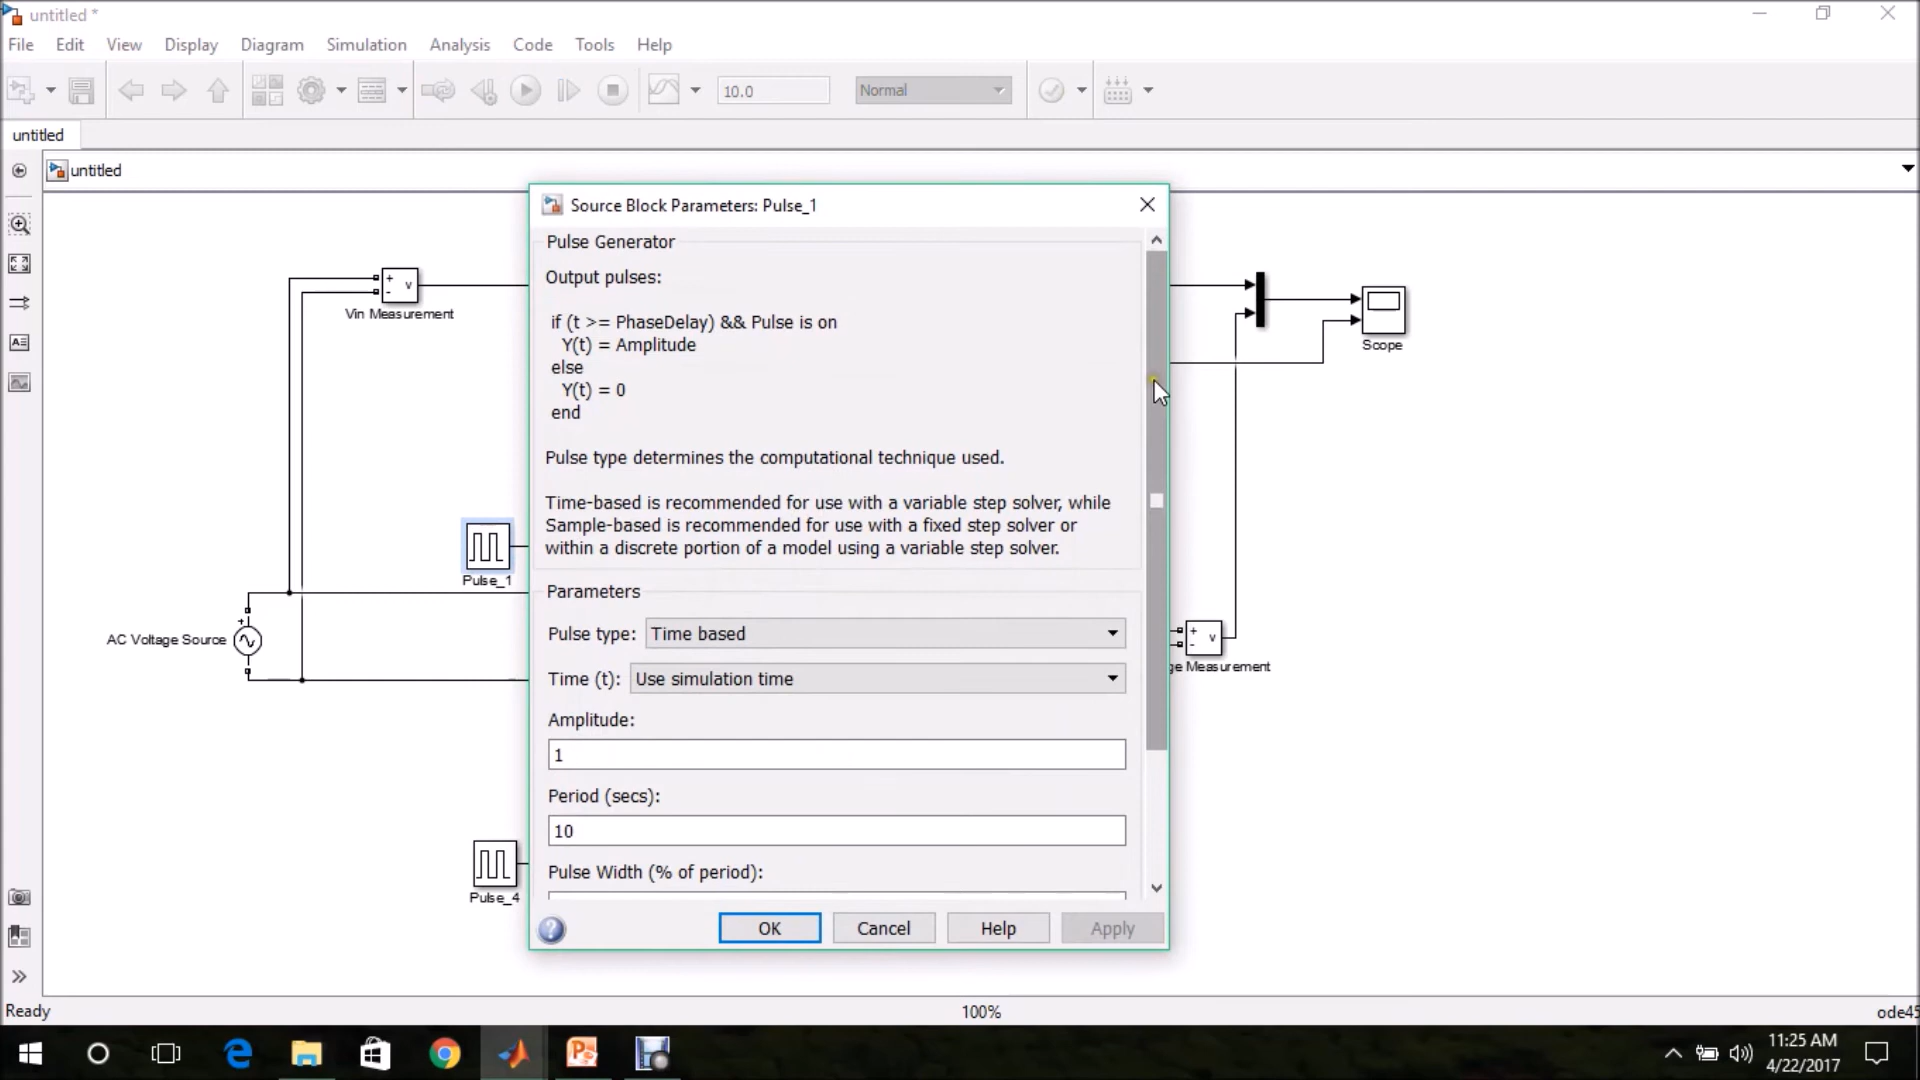 untitled *
File Edit View Display Diagram Simulation Analysis Code Tools Help
10.0
Normal
untitled
untitled
Source Block Parameters: Pulse_1
Pulse Generator
Output pulses:
if (t >= PhaseDelay) && Pulse is on
Y(t) = Amplitude
else
Y(t) = 0
end
Pulse type determines the computational technique used.
Time-based is recommended for use with a variable step solver, while
Sample-based is recommended for use with a fixed step solver or
within a discrete portion of a model using a variable step solver.
Parameters
Pulse type: Time based
Time (t): Use simulation time
Amplitude:
1
Period (secs):
10
Pulse Width (% of period):
OK Cancel Help Apply
+
- v
Vin Measurement
Scope
Pulse_1
+
AC Voltage Source
+
- v
ge Measurement
Pulse_4
Ready 100% ode45
11:25 AM
4/22/2017